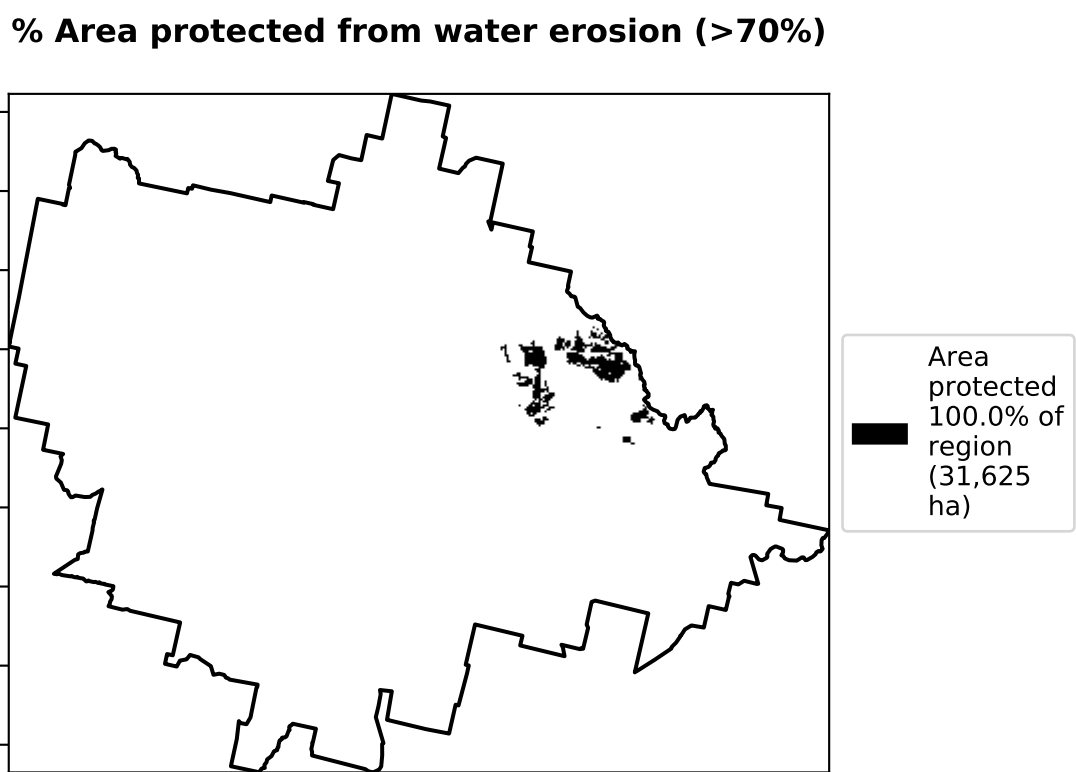 % Area protected from water erosion (>70%)
Area
protected
100.0% of
region
(31,625
ha)